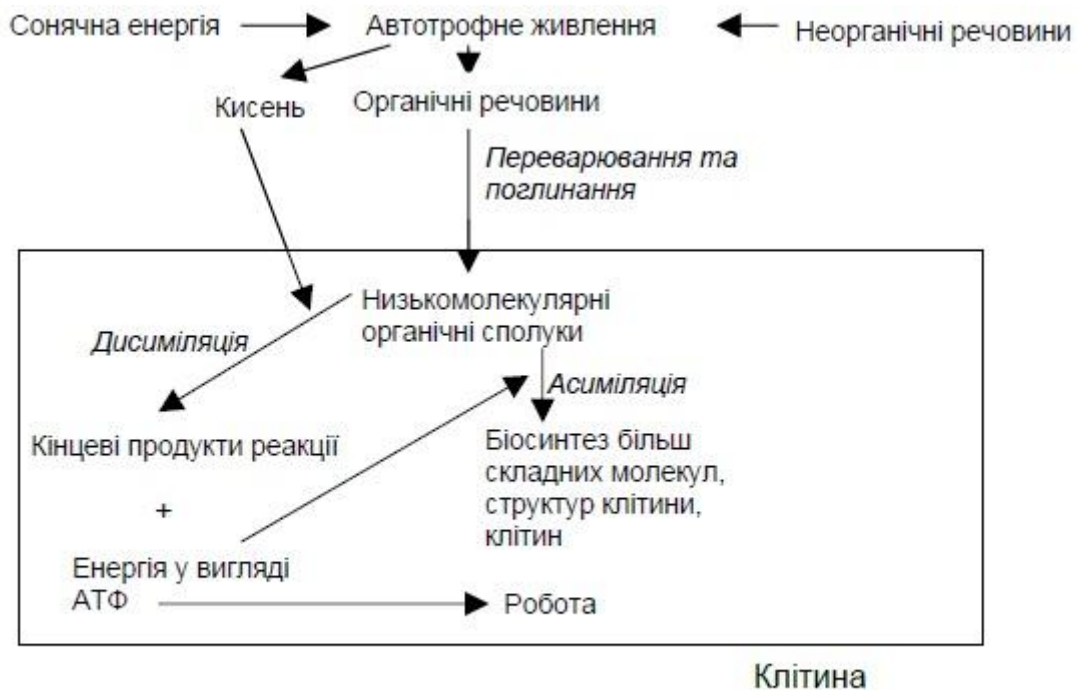 Сонячна енергія
Автотрофне живлення
Неорганічні речовини
Кисень
Органічні речовини
Переварювання та
поглинання
Низькомолекулярні
органічні сполуки
Дисиміляція
Асиміляція
Кінцеві продукти реакції
Біосинтез більш
складних молекул,
структур клітини,
клітин
+
Енергія у вигляді
АТФ
Робота
Клітина